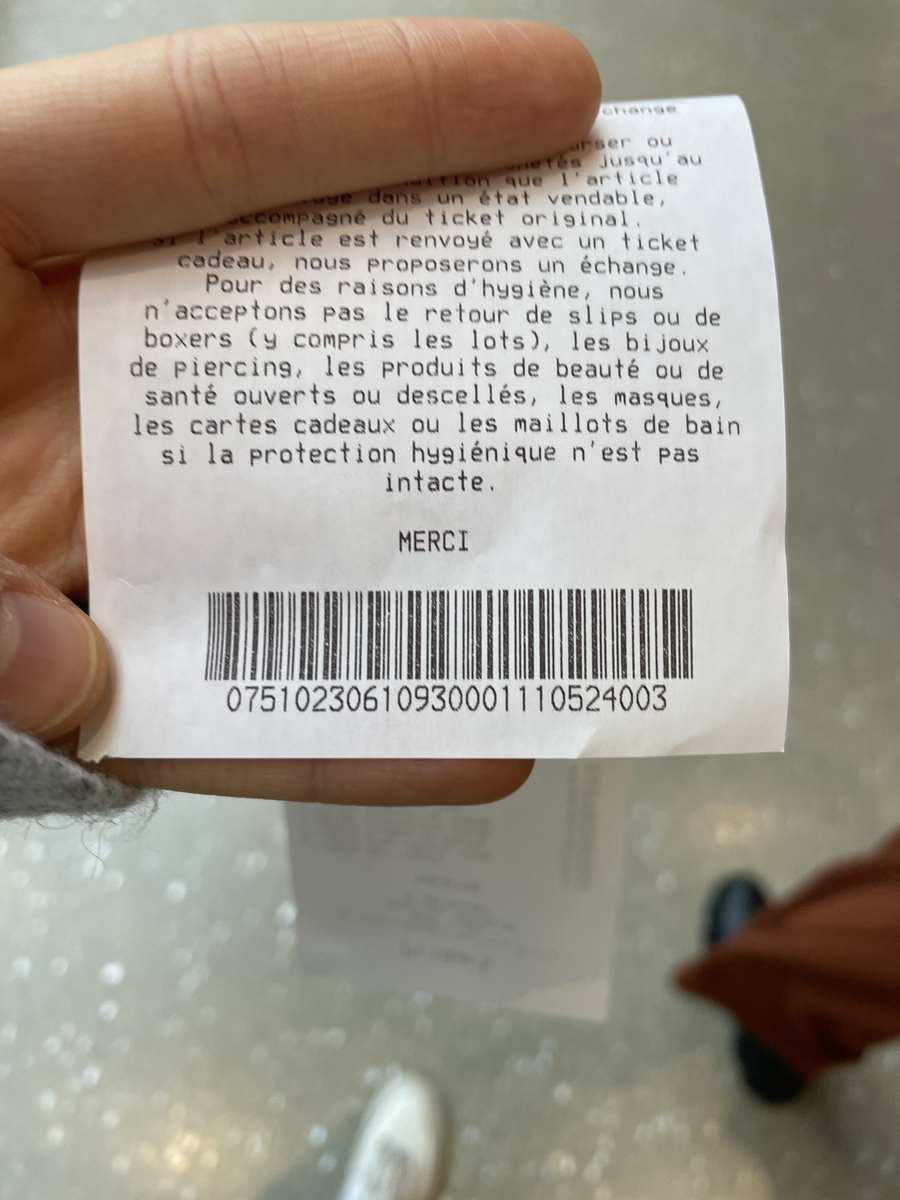 change
ou
jusqu'au
que l'article
dans un état vendable,
accompagné du ticket original.
si l'article est renvoyé avec un ticket
cadeau, nous proposerons un échange.
Pour des raisons d'hygiène, nous
n'acceptons pas le retour de slips ou de
boxers (y compris les lots), les bijoux
de piercing, les produits de beauté ou de
santé ouverts ou descellés, les masques,
les cartes cadeaux ou les maillots de bain
si la protection hygiénique n'est pas
intacte.
MERCI
07510230610930001110524003